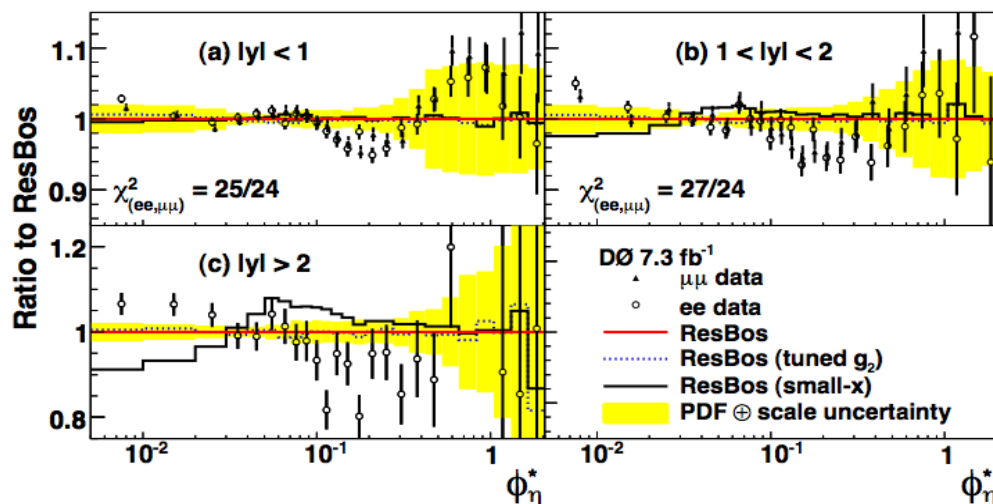 Ratio to ResBos
1.1
1
0.9
(a) |y| < 1
χ²(ee,μμ) = 25/24
(b) 1 < |y| < 2
χ²(ee,μμ) = 27/24
1.2
1
0.8
(c) |y| > 2
DØ 7.3 fb⁻¹
μμ data
ee data
ResBos
ResBos (tuned g₂)
ResBos (small-x)
PDF ⊕ scale uncertainty
10⁻² 10⁻¹ 1
φ*η
10⁻² 10⁻¹ 1
φ*η